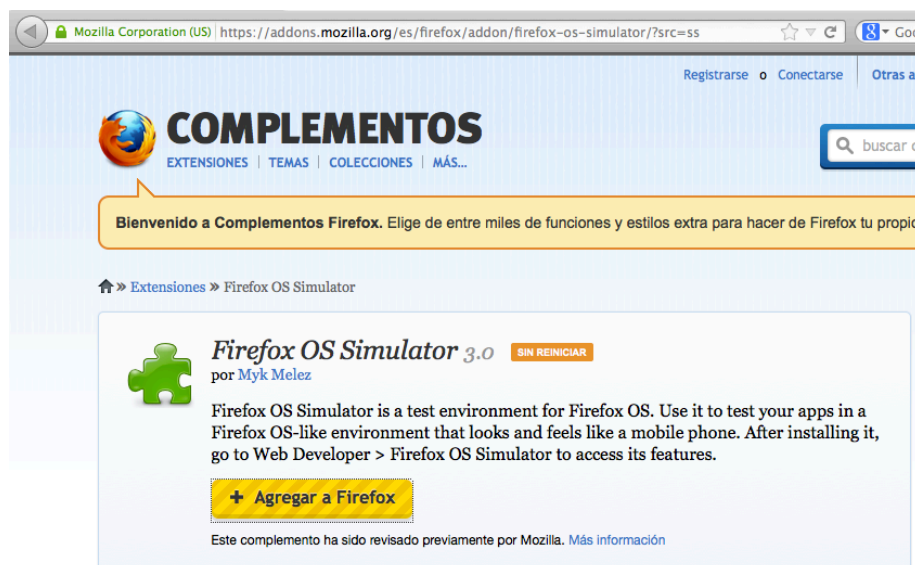 Mozilla Corporation (US) https://addons.mozilla.org/es/firefox/addon/firefox-os-simulator/?src=ss
Registrarse o Conectarse Otras a
COMPLEMENTOS
EXTENSIONES | TEMAS | COLECCIONES | MÁS...
buscar
Bienvenido a Complementos Firefox. Elige de entre miles de funciones y estilos extra para hacer de Firefox tu propio
» Extensiones » Firefox OS Simulator
Firefox OS Simulator 3.0 SIN REINICIAR
por Myk Melez
Firefox OS Simulator is a test environment for Firefox OS. Use it to test your apps in a
Firefox OS-like environment that looks and feels like a mobile phone. After installing it,
go to Web Developer > Firefox OS Simulator to access its features.
+ Agregar a Firefox
Este complemento ha sido revisado previamente por Mozilla. Más información